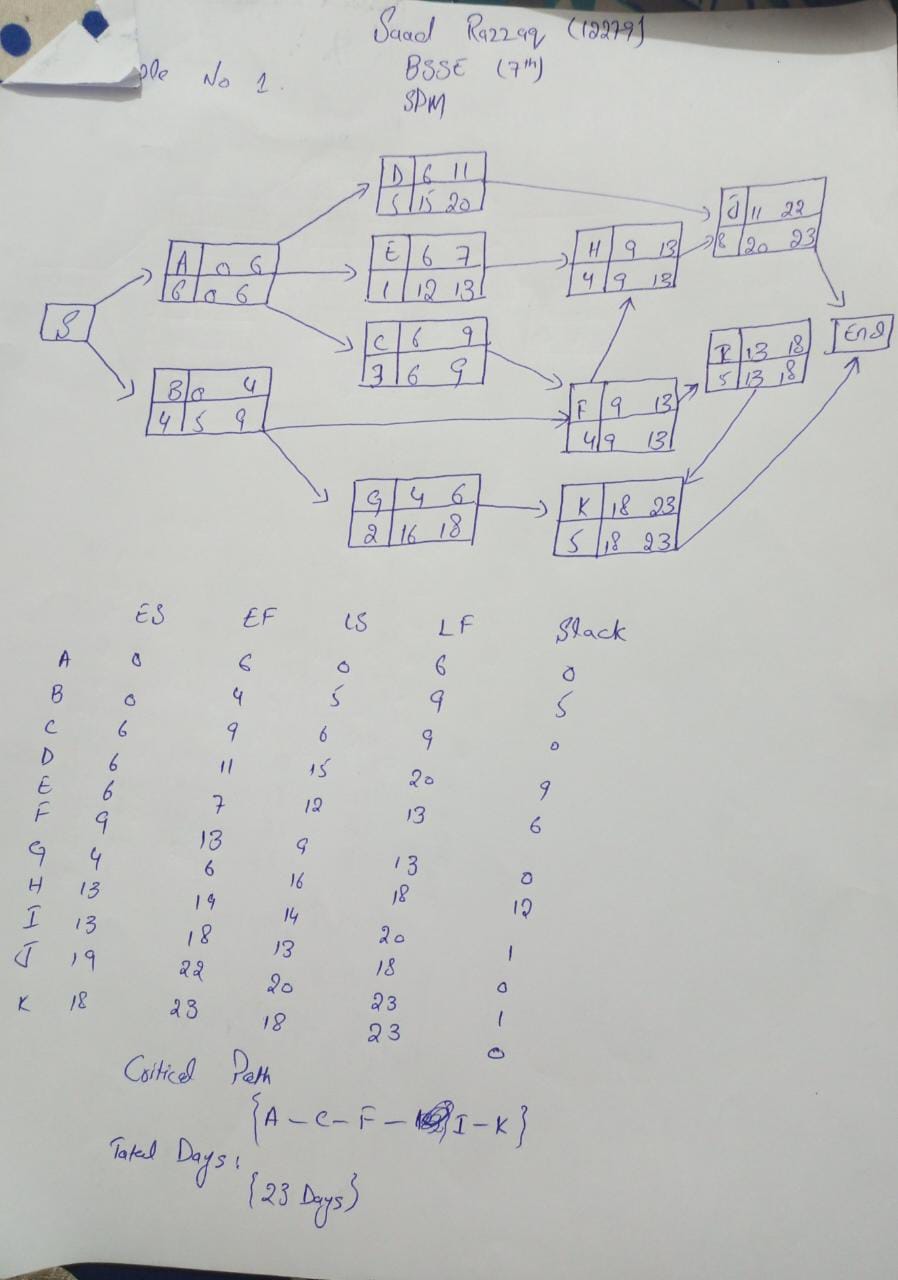 Saad Razzaq (12279)
BSSE (7th)
ple No 1.
SPM
D 6 11
5 15 20
J 11 22
8 20 23
A 0 6
6 0 6
E 6 7
1 12 13
H 9 13
4 9 13
S
C 6 9
3 6 9
End
I 13 18
5 13 18
B 0 4
4 5 9
F 9 13
4 9 13
G 4 6
2 16 18
K 18 23
5 18 23
ES EF LS LF Slack
A 0 6 0 6 0
B 0 4 5 9 5
C 6 9 6 9 0
D 6 11 15 20 9
E 6 7 12 13 6
F 9 13 9 13 0
G 4 6 16 18 12
H 13 19 14 20 1
I 13 18 13 18 0
J 19 22 20 23 1
K 18 23 18 23 0
Critical Path
{A - C - F - I - K}
Total Days:
{23 Days}